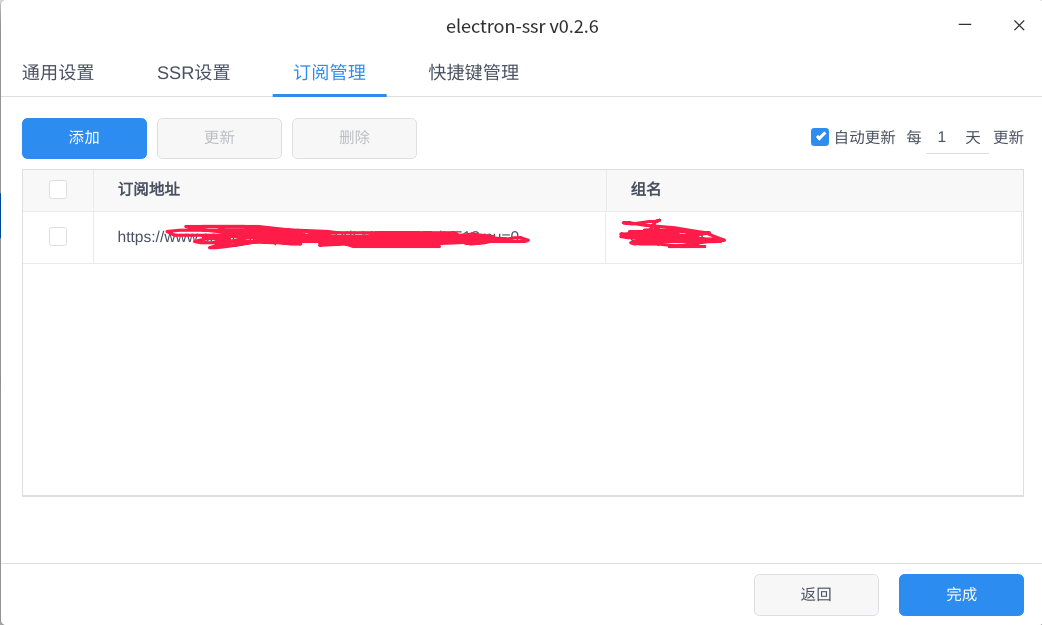 electron-ssr v0.2.6
通用设置 SSR设置 订阅管理 快捷键管理
添加 更新 删除 自动更新 每 1 天 更新
订阅地址 组名
https://www.
返回 完成